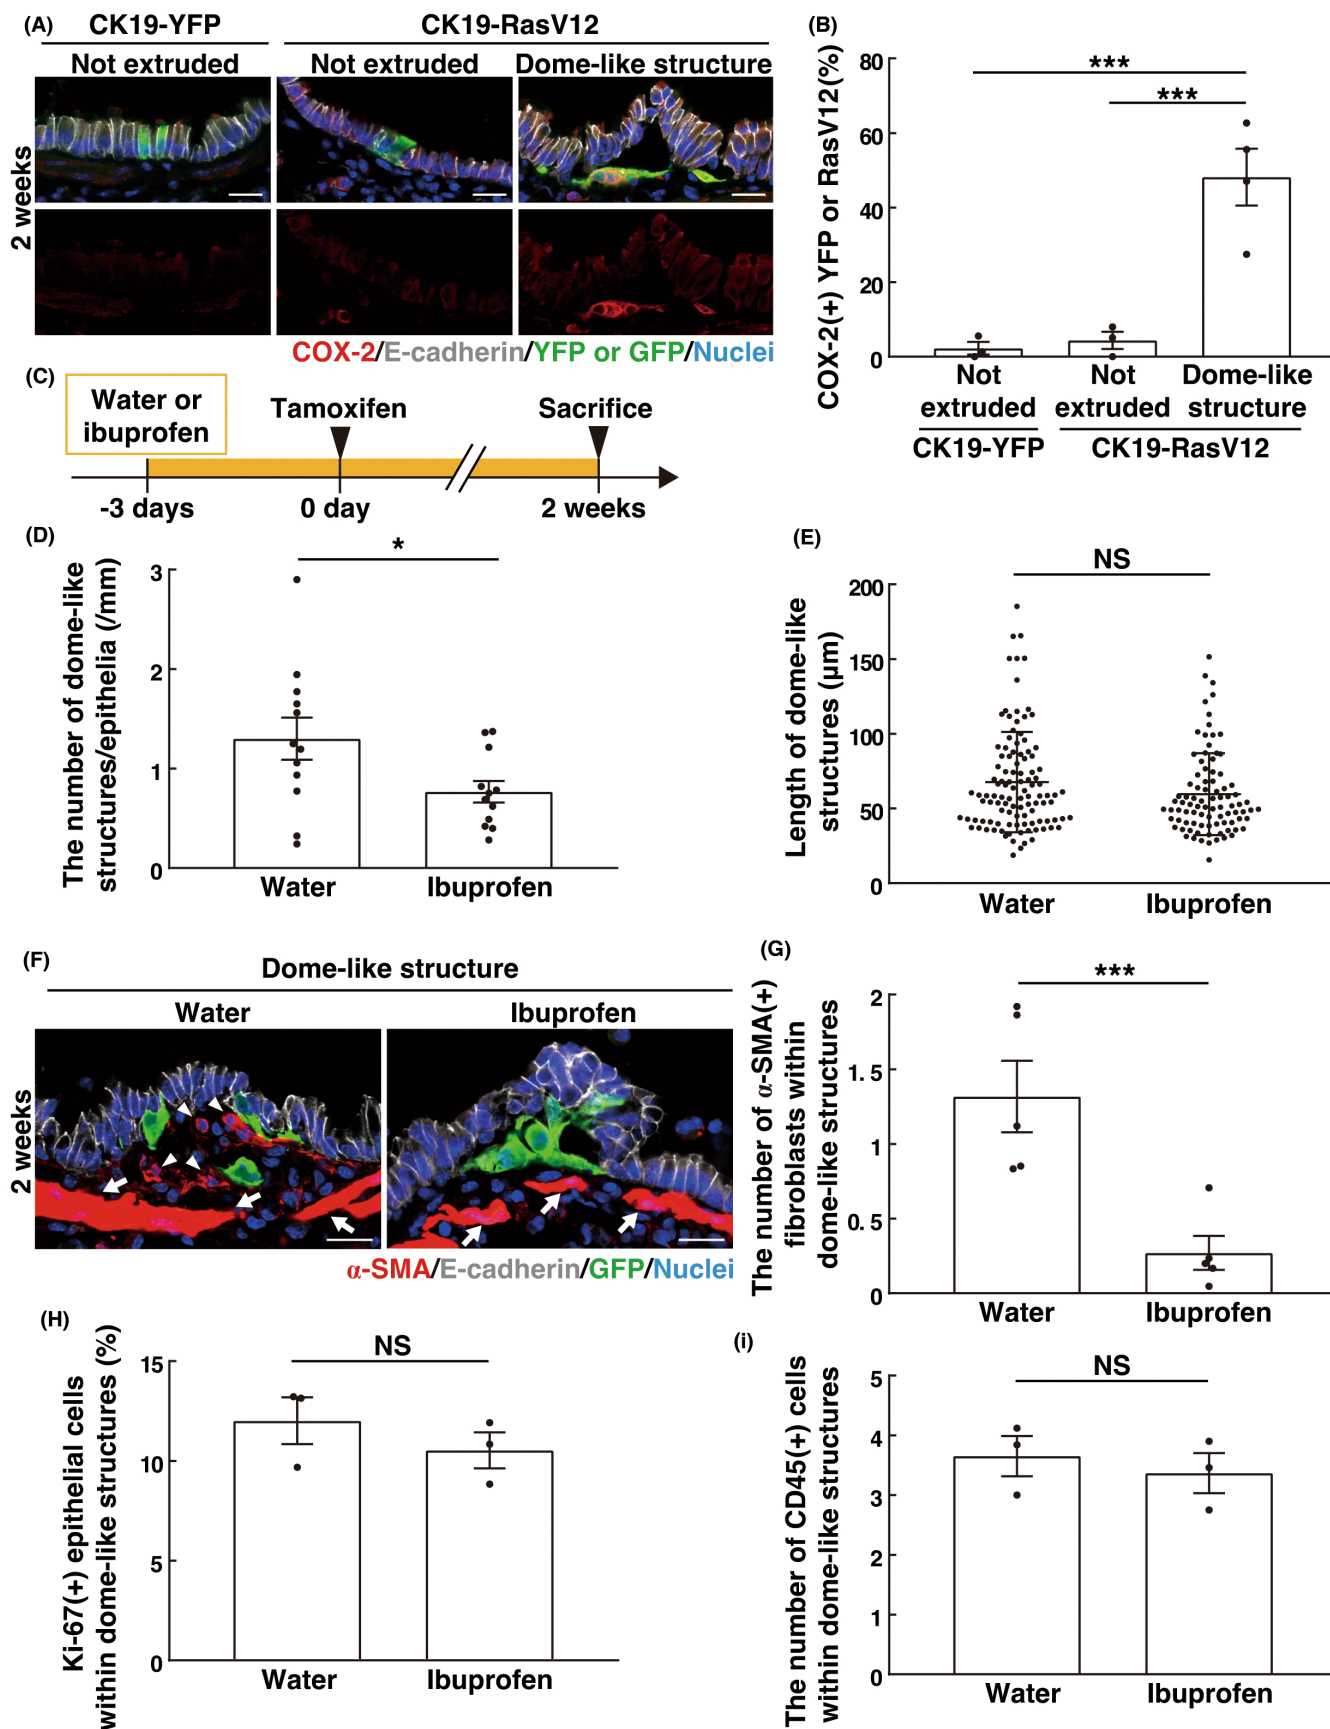 (A)
CK19-YFP
CK19-RasV12
Not extruded
Not extruded
Dome-like structure
2 weeks
COX-2/E-cadherin/YFP or GFP/Nuclei
(B)
COX-2(+) YFP or RasV12(%)
80
60
40
20
0
***
***
Not extruded
Not extruded
Dome-like structure
CK19-YFP
CK19-RasV12
(C)
Water or
ibuprofen
Tamoxifen
Sacrifice
-3 days
0 day
2 weeks
(D)
The number of dome-like
structures/epithelia (/mm)
3
2
1
0
*
Water
Ibuprofen
(E)
Length of dome-like
structures (μm)
200
150
100
50
0
NS
Water
Ibuprofen
(F)
Dome-like structure
Water
Ibuprofen
2 weeks
α-SMA/E-cadherin/GFP/Nuclei
(G)
The number of α-SMA(+)
fibroblasts within
dome-like structures
2
1.5
1
0.5
0
***
Water
Ibuprofen
(H)
Ki-67(+) epithelial cells
within dome-like structures (%)
15
10
5
0
NS
Water
Ibuprofen
(i)
The number of CD45(+) cells
within dome-like structures
5
4
3
2
1
0
NS
Water
Ibuprofen